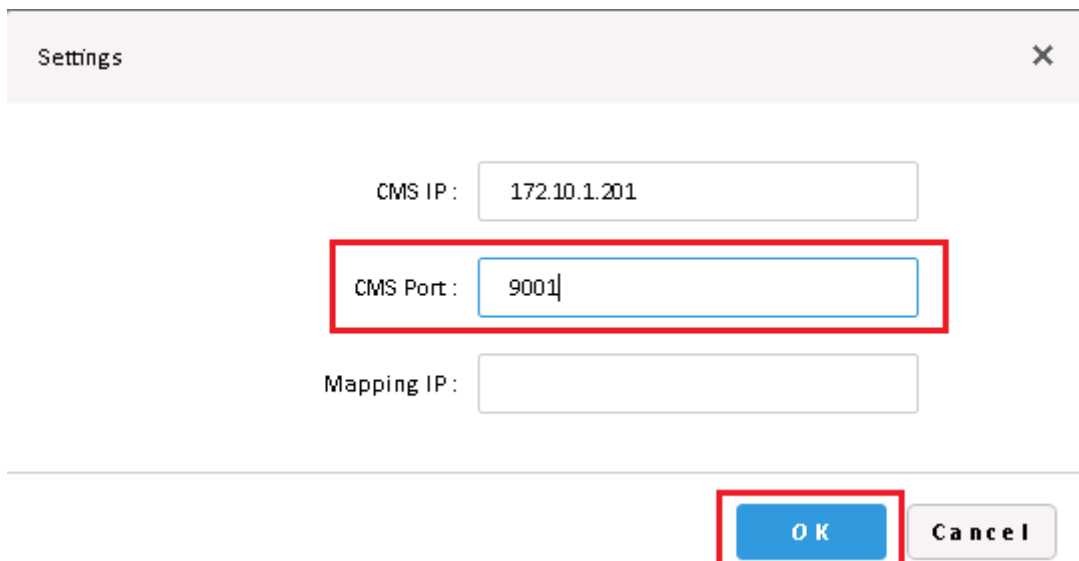 Settings
CMS IP : 172.10.1.201
CMS Port : 9001
Mapping IP :
OK Cancel